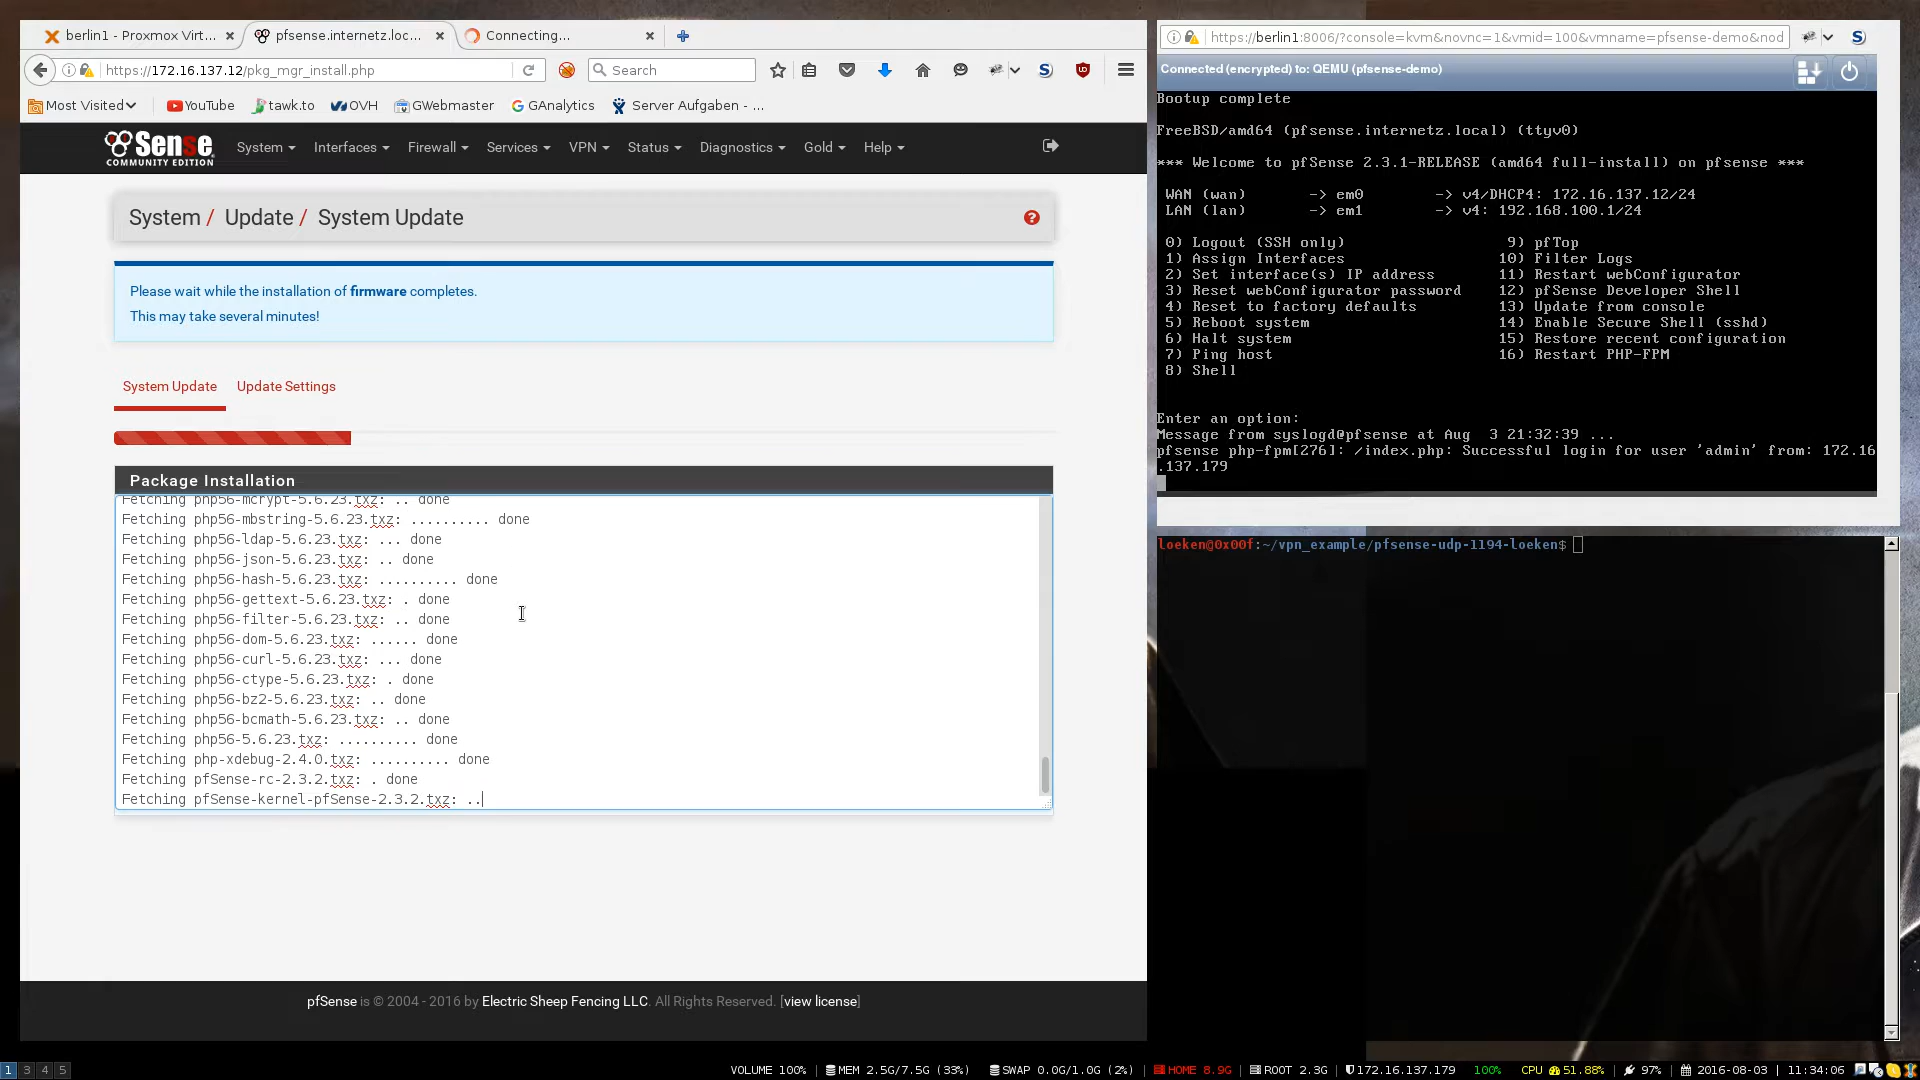 berlin1 - Proxmox Virt...
pfsense.internetz.loc...
Connecting...
https://172.16.137.12/pkg_mgr_install.php
Search
Most Visited
YouTube
tawk.to
OVH
GWebmaster
GAnalytics
Server Aufgaben - ...
Sense
COMMUNITY EDITION
System
Interfaces
Firewall
Services
VPN
Status
Diagnostics
Gold
Help
System / Update / System Update
Please wait while the installation of firmware completes.
This may take several minutes!
System Update
Update Settings
Package Installation
Fetching php56-mcrypt-5.6.23.txz: .. done
Fetching php56-mbstring-5.6.23.txz: .......... done
Fetching php56-ldap-5.6.23.txz: ... done
Fetching php56-json-5.6.23.txz: .. done
Fetching php56-hash-5.6.23.txz: .......... done
Fetching php56-gettext-5.6.23.txz: . done
Fetching php56-filter-5.6.23.txz: .. done
Fetching php56-dom-5.6.23.txz: ...... done
Fetching php56-curl-5.6.23.txz: ... done
Fetching php56-ctype-5.6.23.txz: . done
Fetching php56-bz2-5.6.23.txz: .. done
Fetching php56-bcmath-5.6.23.txz: .. done
Fetching php56-5.6.23.txz: .......... done
Fetching php-xdebug-2.4.0.txz: .......... done
Fetching pfSense-rc-2.3.2.txz: . done
Fetching pfSense-kernel-pfSense-2.3.2.txz: ..
pfSense is © 2004 - 2016 by Electric Sheep Fencing LLC. All Rights Reserved. [view license]
https://berlin1:8006/?console=kvm&novnc=1&vmid=100&vmname=pfsense-demo&nod
Connected (encrypted) to: QEMU (pfsense-demo)
Bootup complete
FreeBSD/amd64 (pfsense.internetz.local) (ttyv0)
*** Welcome to pfSense 2.3.1-RELEASE (amd64 full-install) on pfsense ***
WAN (wan) -> em0 -> v4/DHCP4: 172.16.137.12/24
LAN (lan) -> em1 -> v4: 192.168.100.1/24
0) Logout (SSH only) 9) pfTop
1) Assign Interfaces 10) Filter Logs
2) Set interface(s) IP address 11) Restart webConfigurator
3) Reset webConfigurator password 12) pfSense Developer Shell
4) Reset to factory defaults 13) Update from console
5) Reboot system 14) Enable Secure Shell (sshd)
6) Halt system 15) Restore recent configuration
7) Ping host 16) Restart PHP-FPM
8) Shell
Enter an option:
Message from syslogd@pfsense at Aug 3 21:32:39 ...
pfsense php-fpm[276]: /index.php: Successful login for user 'admin' from: 172.16
.137.179
loeken@0x00f:~/vpn_example/pfsense-udp-1194-loeken$
1 3 4 5
VOLUME 100% | MEM 2.5G/7.5G (33%) | SWAP 0.0G/1.0G (2%) | HOME 8.9G | ROOT 2.3G | 172.16.137.179 100% | CPU 51.88% | 97% | 2016-08-03 | 11:34:06